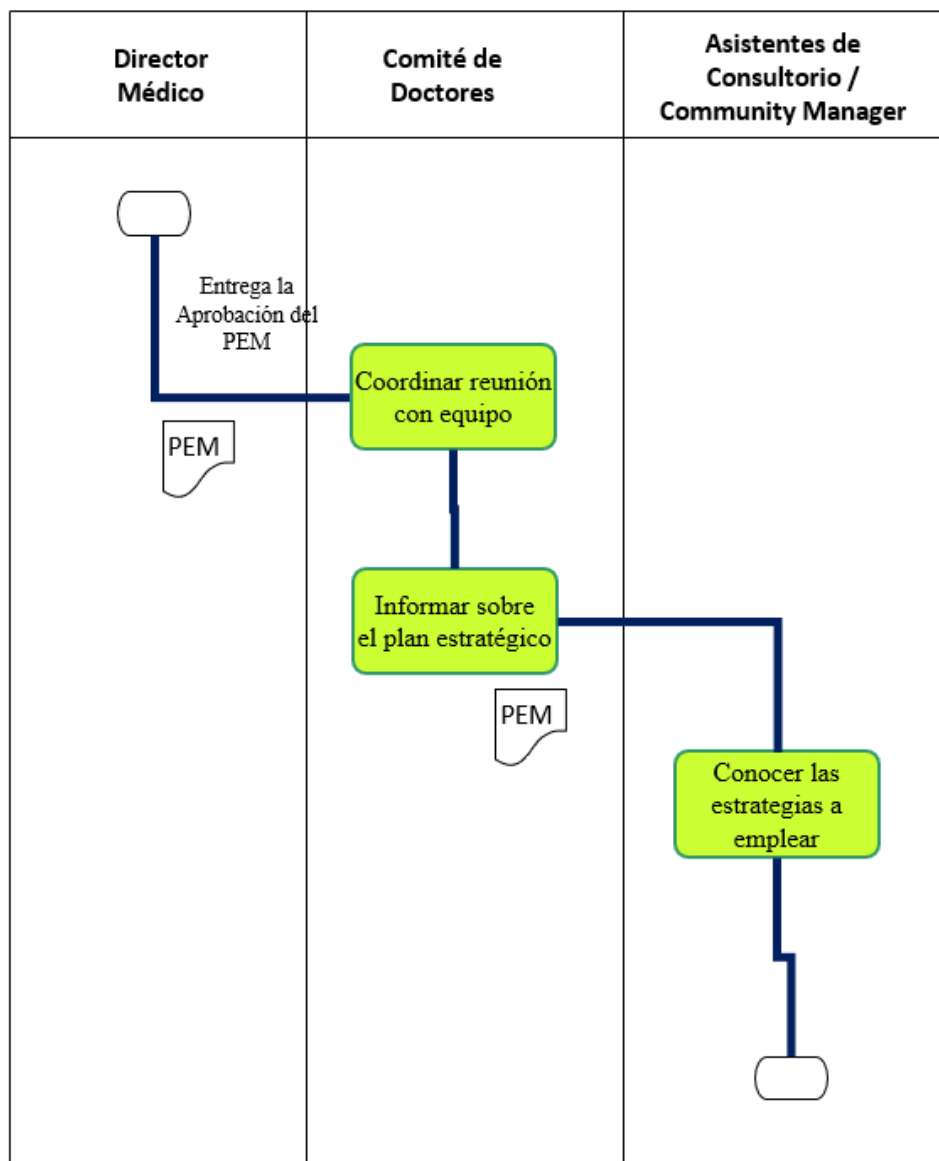 Director
Médico
Comité de
Doctores
Asistentes de
Consultorio /
Community Manager
Entrega la
Aprobación del
PEM
Coordinar reunión
con equipo
PEM
Informar sobre
el plan estratégico
PEM
Conocer las
estrategias a
emplear